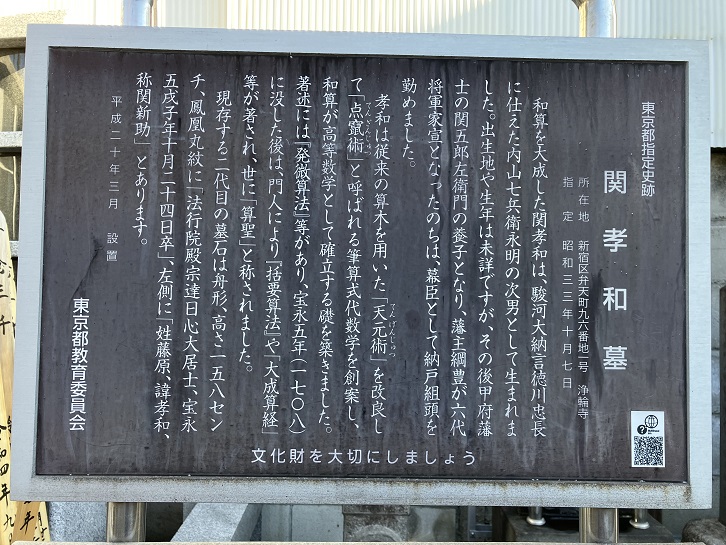 東京都指定史跡
関孝和墓
所在地 新宿区弁天町九六番地一号 浄輪寺
指定 昭和三三年十月七日
和算を大成した関孝和は、駿河大納言徳川忠長
に仕えた内山七兵衛永明の次男として生まれま
した。出生地や生年は未詳ですが、その後甲府藩
士の関五郎左衛門の養子となり、藩主綱豊が六代
将軍家宣となったのちは、幕臣として納戸組頭を
勤めました。
孝和は従来の算木を用いた「天元術」を改良し
て「点竄術」と呼ばれる筆算式代数学を創案し、
和算が高等数学として確立する礎を築きました。
著述には『発微算法』等があり、宝永五年(一七〇八)
に没した後は、門人により『括要算法』や『大成算経』
等が著され、世に「算聖」と称されました。
現存する二代目の墓石は舟形、高さ一五八セン
チ、鳳凰丸紋に「法行院殿宗達日心大居士、宝永
五戊子年十月二十四日卒」、左側に「姓藤原、諱孝和、
称関新助」とあります。
平成二十年三月 設置
東京都教育委員会
文化財を大切にしましょう